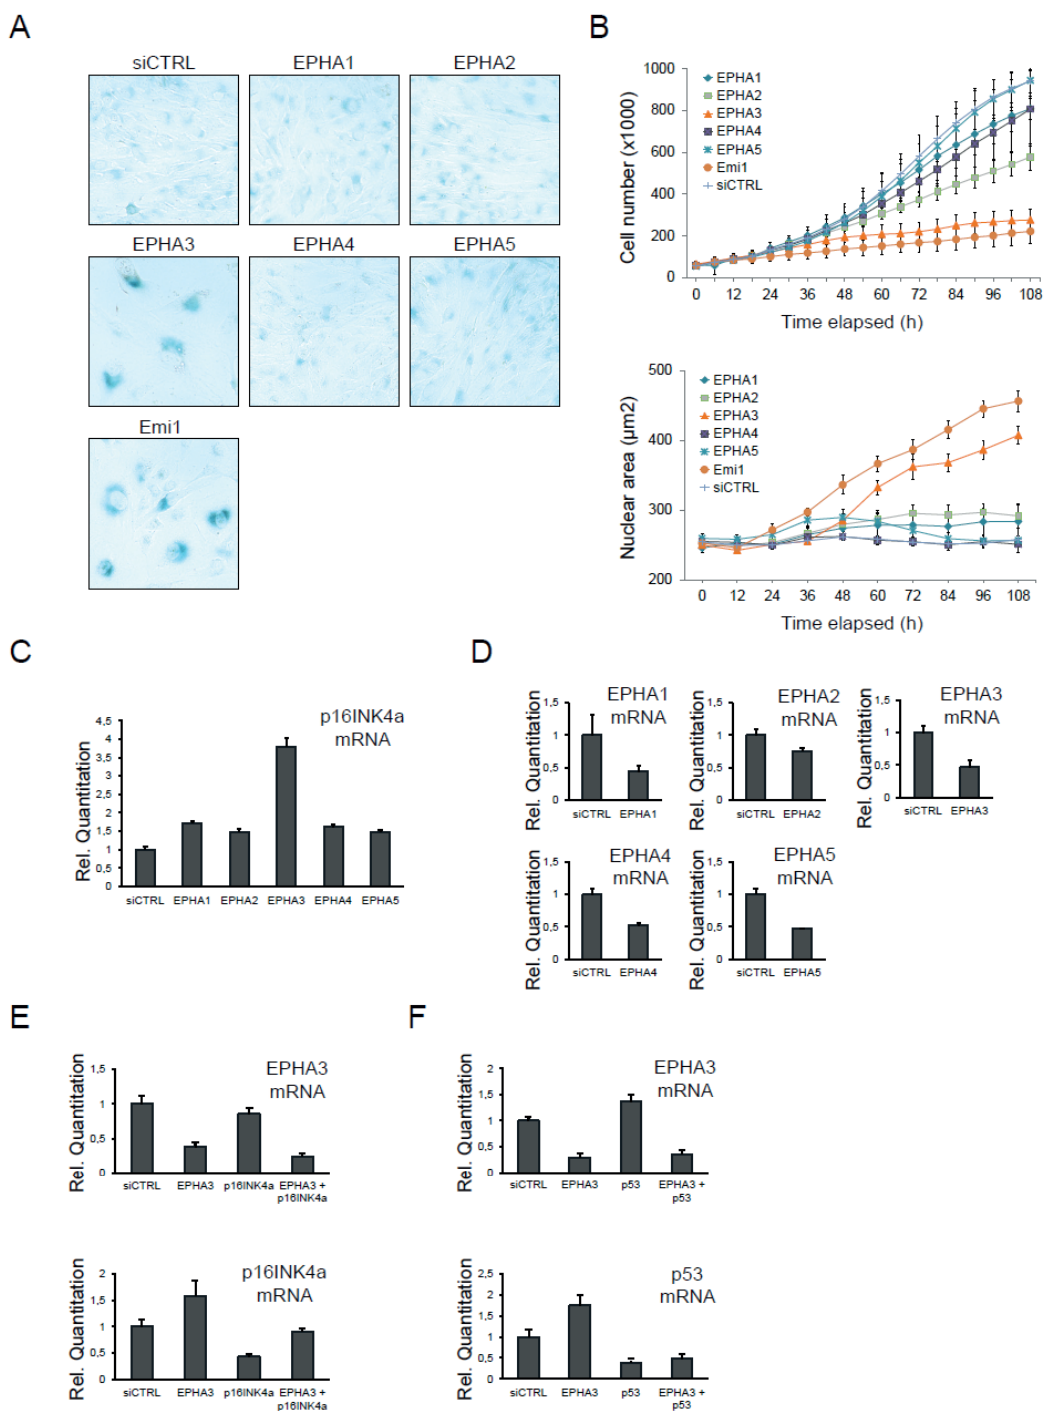 A
siCTRL EPHA1 EPHA2
EPHA3 EPHA4 EPHA5
Emi1
B
1000
800
600
400
200
0
Cell number (x1000)
EPHA1
EPHA2
EPHA3
EPHA4
EPHA5
Emi1
siCTRL
0 12 24 36 48 60 72 84 96 108
Time elapsed (h)
500
400
300
200
Nuclear area (µm2)
EPHA1
EPHA2
EPHA3
EPHA4
EPHA5
Emi1
siCTRL
0 12 24 36 48 60 72 84 96 108
Time elapsed (h)
C
p16INK4a
mRNA
Rel. Quantitation
4,5
4
3,5
3
2,5
2
1,5
1
0,5
0
siCTRL EPHA1 EPHA2 EPHA3 EPHA4 EPHA5
D
EPHA1
mRNA
Rel. Quantitation
1,5
1
0,5
0
siCTRL EPHA1
EPHA2
mRNA
Rel. Quantitation
1,5
1
0,5
0
siCTRL EPHA2
EPHA3
mRNA
Rel. Quantitation
1,5
1
0,5
0
siCTRL EPHA3
EPHA4
mRNA
Rel. Quantitation
1,5
1
0,5
0
siCTRL EPHA4
EPHA5
mRNA
Rel. Quantitation
1,5
1
0,5
0
siCTRL EPHA5
E
EPHA3
mRNA
Rel. Quantitation
1,5
1
0,5
0
siCTRL EPHA3 p16INK4a EPHA3 +
p16INK4a
p16INK4a
mRNA
Rel. Quantitation
2
1,5
1
0,5
0
siCTRL EPHA3 p16INK4a EPHA3 +
p16INK4a
F
EPHA3
mRNA
Rel. Quantitation
2
1,5
1
0,5
0
siCTRL EPHA3 p53 EPHA3 +
p53
p53
mRNA
Rel. Quantitation
2,5
2
1,5
1
0,5
0
siCTRL EPHA3 p53 EPHA3 +
p53